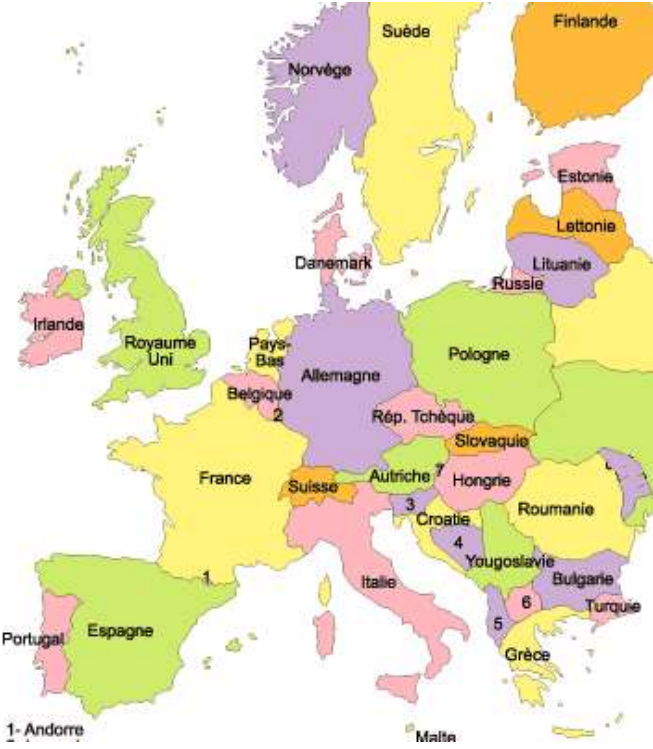 Suède
Finlande
Norvège
Estonie
Lettonie
Danemark
Lituanie
Russie
Irlande
Royaume
Uni
Pays-
Bas
Pologne
Allemagne
Belgique
2
Rép. Tchèque
Slovaquie
France
Suisse
Autriche
7
Hongrie
3
Croatie
Roumanie
4
Yougoslavie
1
Italie
Bulgarie
6
Turquie
5
Portugal
Espagne
Grèce
1- Andorre
Malte